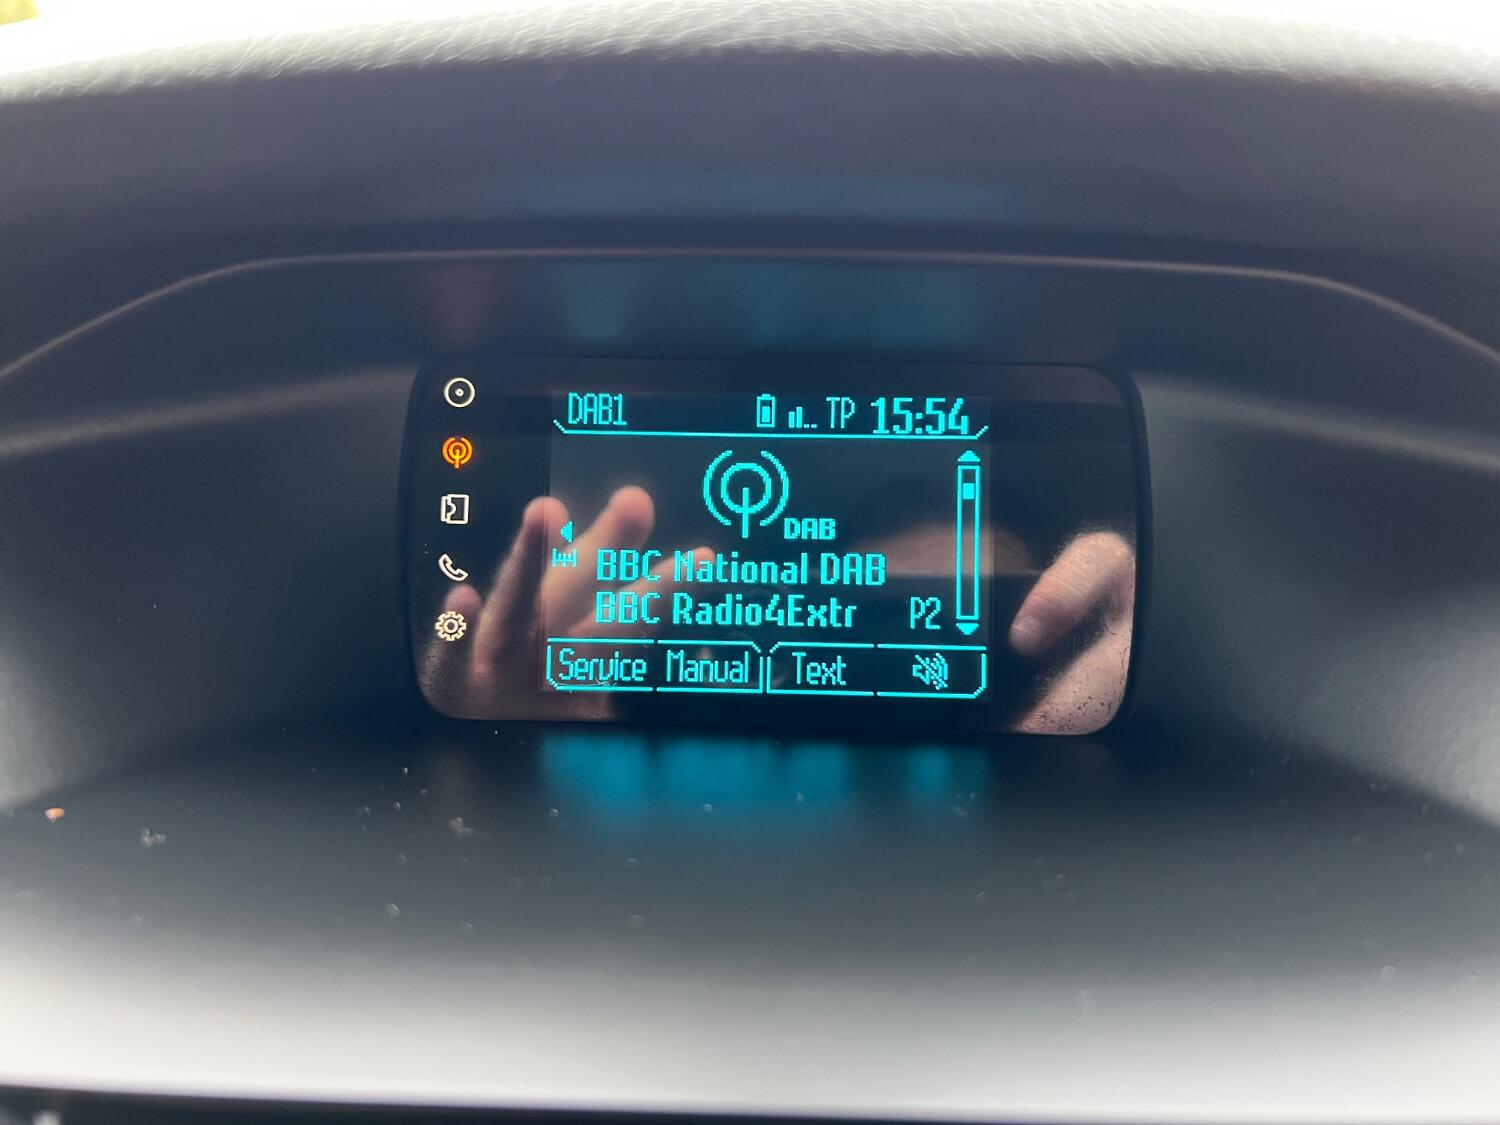 DAB1 TP 15:54
DAB
BBC National DAB
BBC Radio4Extr P2
Service Manual Text